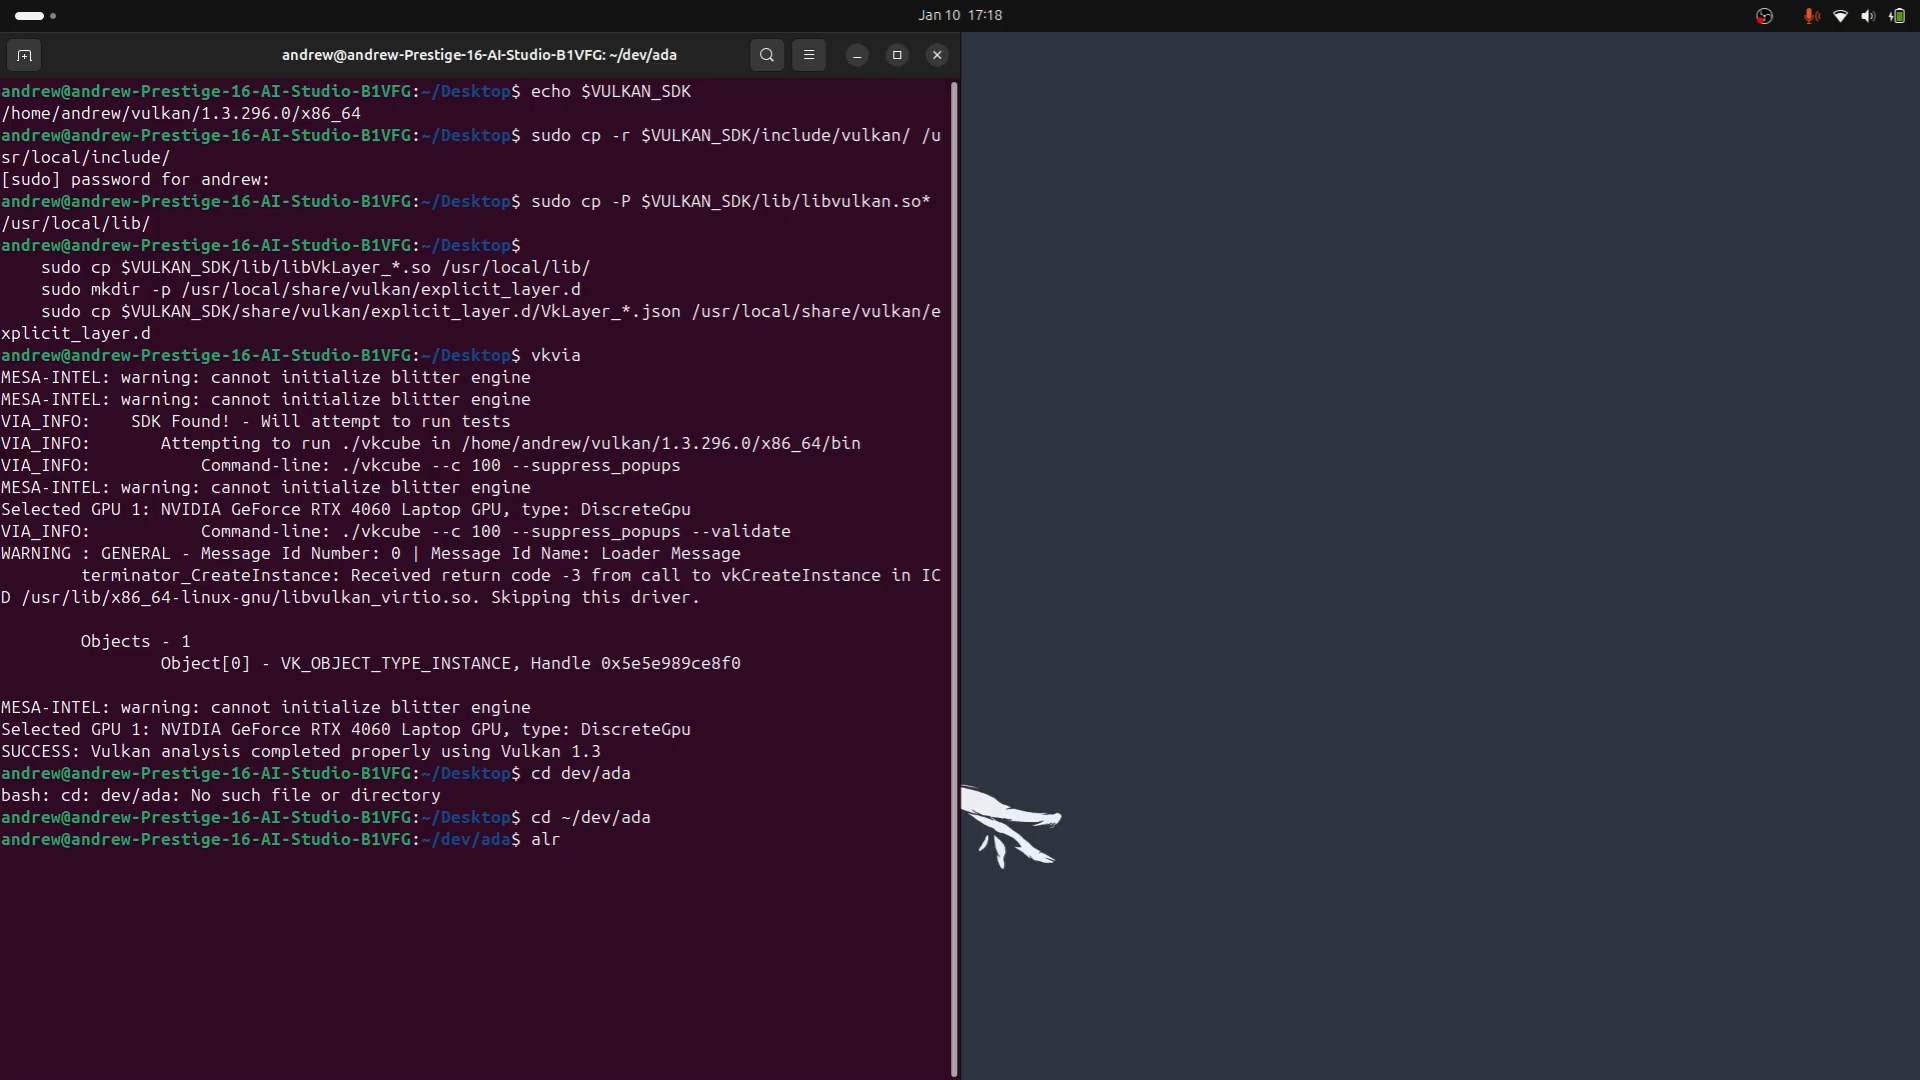 Jan 10 17:18
andrew@andrew-Prestige-16-AI-Studio-B1VFG: ~/dev/ada
andrew@andrew-Prestige-16-AI-Studio-B1VFG:~/Desktop$ echo $VULKAN_SDK
/home/andrew/vulkan/1.3.296.0/x86_64
andrew@andrew-Prestige-16-AI-Studio-B1VFG:~/Desktop$ sudo cp -r $VULKAN_SDK/include/vulkan/ /u
sr/local/include/
[sudo] password for andrew:
andrew@andrew-Prestige-16-AI-Studio-B1VFG:~/Desktop$ sudo cp -P $VULKAN_SDK/lib/libvulkan.so*
/usr/local/lib/
andrew@andrew-Prestige-16-AI-Studio-B1VFG:~/Desktop$
    sudo cp $VULKAN_SDK/lib/libVkLayer_*.so /usr/local/lib/
    sudo mkdir -p /usr/local/share/vulkan/explicit_layer.d
    sudo cp $VULKAN_SDK/share/vulkan/explicit_layer.d/VkLayer_*.json /usr/local/share/vulkan/e
xplicit_layer.d
andrew@andrew-Prestige-16-AI-Studio-B1VFG:~/Desktop$ vkvia
MESA-INTEL: warning: cannot initialize blitter engine
MESA-INTEL: warning: cannot initialize blitter engine
VIA_INFO:    SDK Found! - Will attempt to run tests
VIA_INFO:       Attempting to run ./vkcube in /home/andrew/vulkan/1.3.296.0/x86_64/bin
VIA_INFO:           Command-line: ./vkcube --c 100 --suppress_popups
MESA-INTEL: warning: cannot initialize blitter engine
Selected GPU 1: NVIDIA GeForce RTX 4060 Laptop GPU, type: DiscreteGpu
VIA_INFO:           Command-line: ./vkcube --c 100 --suppress_popups --validate
WARNING : GENERAL - Message Id Number: 0 | Message Id Name: Loader Message
        terminator_CreateInstance: Received return code -3 from call to vkCreateInstance in IC
D /usr/lib/x86_64-linux-gnu/libvulkan_virtio.so. Skipping this driver.
        Objects - 1
                Object[0] - VK_OBJECT_TYPE_INSTANCE, Handle 0x5e5e989ce8f0
MESA-INTEL: warning: cannot initialize blitter engine
Selected GPU 1: NVIDIA GeForce RTX 4060 Laptop GPU, type: DiscreteGpu
SUCCESS: Vulkan analysis completed properly using Vulkan 1.3
andrew@andrew-Prestige-16-AI-Studio-B1VFG:~/Desktop$ cd dev/ada
bash: cd: dev/ada: No such file or directory
andrew@andrew-Prestige-16-AI-Studio-B1VFG:~/Desktop$ cd ~/dev/ada
andrew@andrew-Prestige-16-AI-Studio-B1VFG:~/dev/ada$ alr